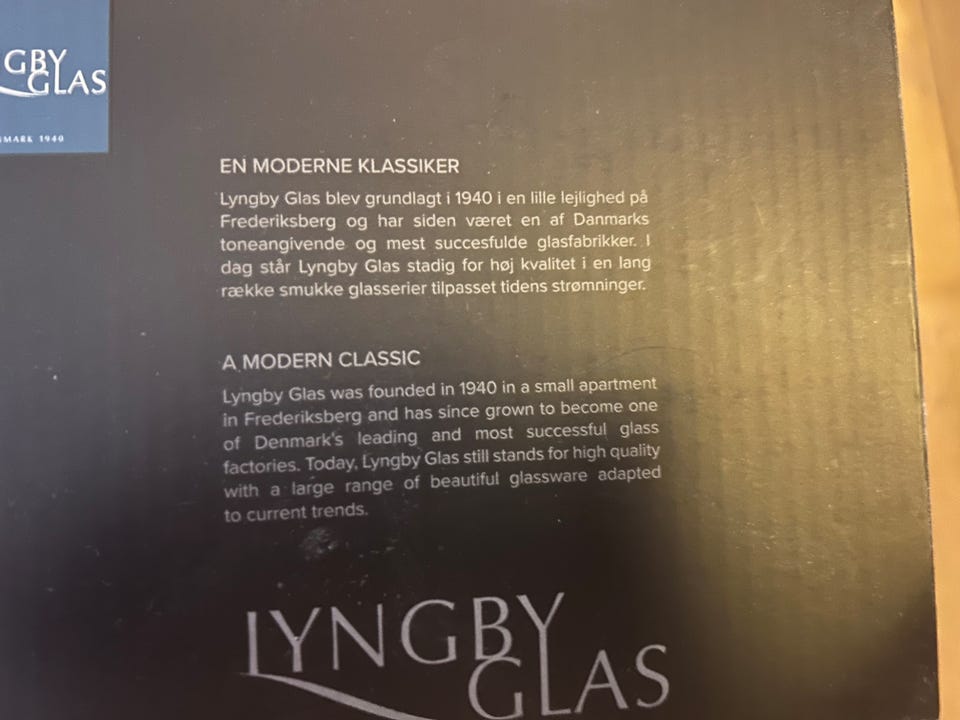 GBY
GLAS
MARK 1940
EN MODERNE KLASSIKER
Lyngby Glas blev grundlagt i 1940 i en lille lejlighed på
Frederiksberg og har siden været en af Danmarks
toneangivende og mest succesfulde glasfabrikker. I
dag står Lyngby Glas stadig for høj kvalitet i en lang
række smukke glasserier tilpasset tidens strømninger.
A MODERN CLASSIC
Lyngby Glas was founded in 1940 in a small apartment
in Frederiksberg and has since grown to become one
of Denmark's leading and most successful glass
factories. Today, Lyngby Glas still stands for high quality
with a large range of beautiful glassware adapted
to current trends.
LYNGBY
GLAS